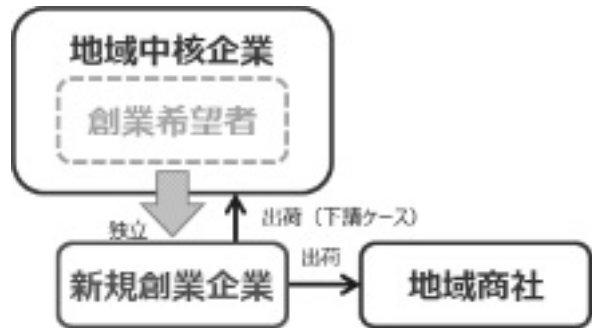 地域中核企業
創業希望者
出荷（下請ケース）
独立
出荷
新規創業企業
地域商社